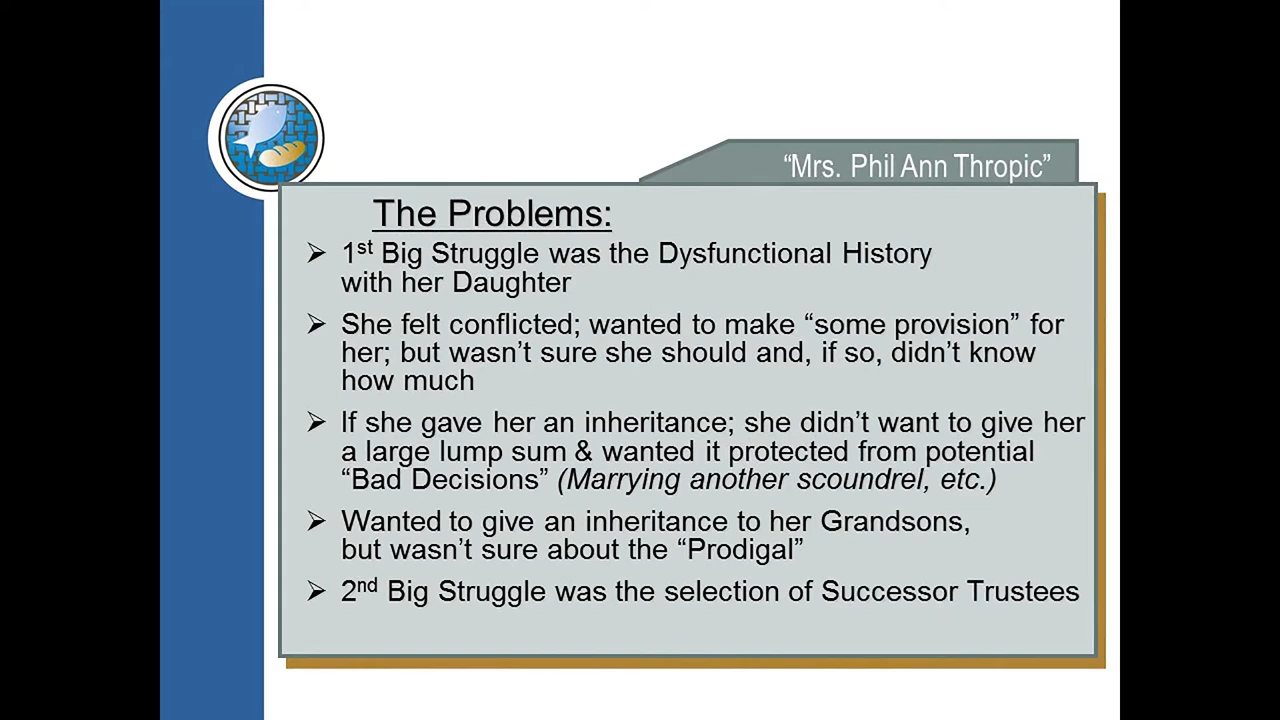 “Mrs. Phil Ann Thropic”
The Problems:
➢ 1st Big Struggle was the Dysfunctional History
with her Daughter
➢ She felt conflicted; wanted to make “some provision” for
her; but wasn’t sure she should and, if so, didn’t know
how much
➢ If she gave her an inheritance; she didn’t want to give her
a large lump sum & wanted it protected from potential
“Bad Decisions” (Marrying another scoundrel, etc.)
➢ Wanted to give an inheritance to her Grandsons,
but wasn’t sure about the “Prodigal”
➢ 2nd Big Struggle was the selection of Successor Trustees